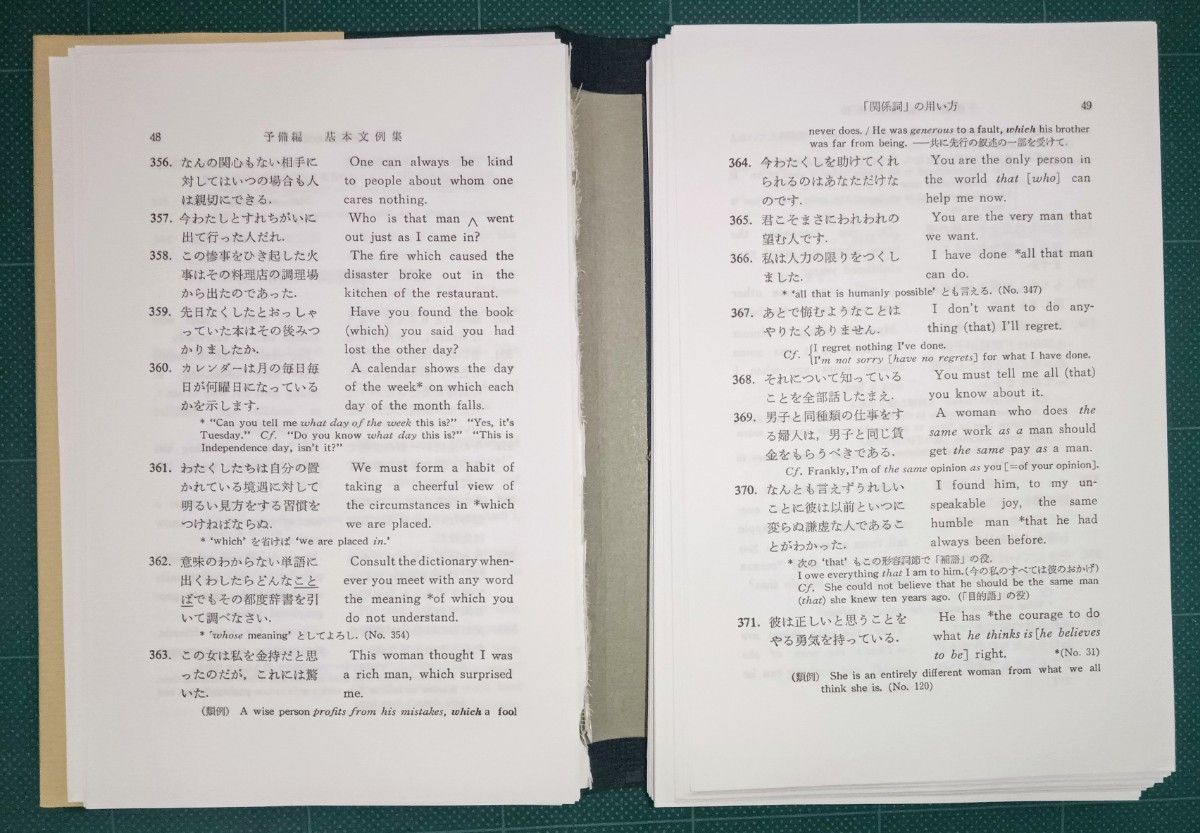 48 予備編 基本文例集
356. なんの関心もない相手に One can always be kind
対してはいつの場合も人 to people about whom one
は親切にできる. cares nothing.
357. 今わたしとすれちがいに Who is that man ∧ went
出て行った人だれ. out just as I came in?
358. この惨事をひき起した火 The fire which caused the
事はその料理店の調理場 disaster broke out in the
から出たのであった. kitchen of the restaurant.
359. 先日なくしたとおっしゃ Have you found the book
っていた本はその後みつ (which) you said you had
かりましたか. lost the other day?
360. カレンダーは月の毎日毎 A calendar shows the day
日が何曜日になっている of the week* on which each
かを示します. day of the month falls.
* “Can you tell me what day of the week this is?” “Yes, it's
Tuesday.” Cf. “Do you know what day this is?” “This is
Independence day, isn't it?”
361. わたくしたちは自分の置 We must form a habit of
かれている境遇に対して taking a cheerful view of
明るい見方をする習慣を the circumstances in *which
つけねばならぬ. we are placed.
* ‘which’ を省けば ‘we are placed in.’
362. 意味のわからない単語に Consult the dictionary when-
出くわしたらどんなこと ever you meet with any word
ばでもその都度辞書を引 the meaning *of which you
いて調べなさい. do not understand.
* ‘whose meaning’ としてよろし. (No. 354)
363. この女は私を金持だと思 This woman thought I was
ったのだが, これには驚 a rich man, which surprised
いた. me.
(類例) A wise person profits from his mistakes, which a fool
「関係詞」の用い方 49
never does. / He was generous to a fault, which his brother
was far from being. ——共に先行の叙述の一部を受けて.
364. 今わたくしを助けてくれ You are the only person in
られるのはあなただけな the world that [who] can
のです. help me now.
365. 君こそまさにわれわれの You are the very man that
望む人です. we want.
366. 私は人力の限りをつくし I have done *all that man
ました. can do.
* ‘all that is humanly possible’ とも言える. (No. 347)
367. あとで悔むようなことは I don't want to do any-
やりたくありません. thing (that) I'll regret.
Cf. {I regret nothing I've done.
I'm not sorry [have no regrets] for what I have done.
368. それについて知っている You must tell me all (that)
ことを全部話したまえ. you know about it.
369. 男子と同種類の仕事をす A woman who does the
る婦人は, 男子と同じ賃 same work as a man should
金をもらうべきである. get the same pay as a man.
Cf. Frankly, I'm of the same opinion as you [=of your opinion].
370. なんとも言えずうれしい I found him, to my un-
ことに彼は以前といつに speakable joy, the same
変らぬ謙虚な人であるこ humble man *that he had
とがわかった. always been before.
* 次の ‘that’ もこの形容詞節で「補語」の役.
I owe everything that I am to him.(今の私のすべては彼のおかげ)
Cf. She could not believe that he should be the same man
(that) she knew ten years ago. (「目的語」の役)
371. 彼は正しいと思うことを He has *the courage to do
やる勇気を持っている. what he thinks is [he believes
to be] right. *(No. 31)
(類例) She is an entirely different woman from what we all
think she is. (No. 120)